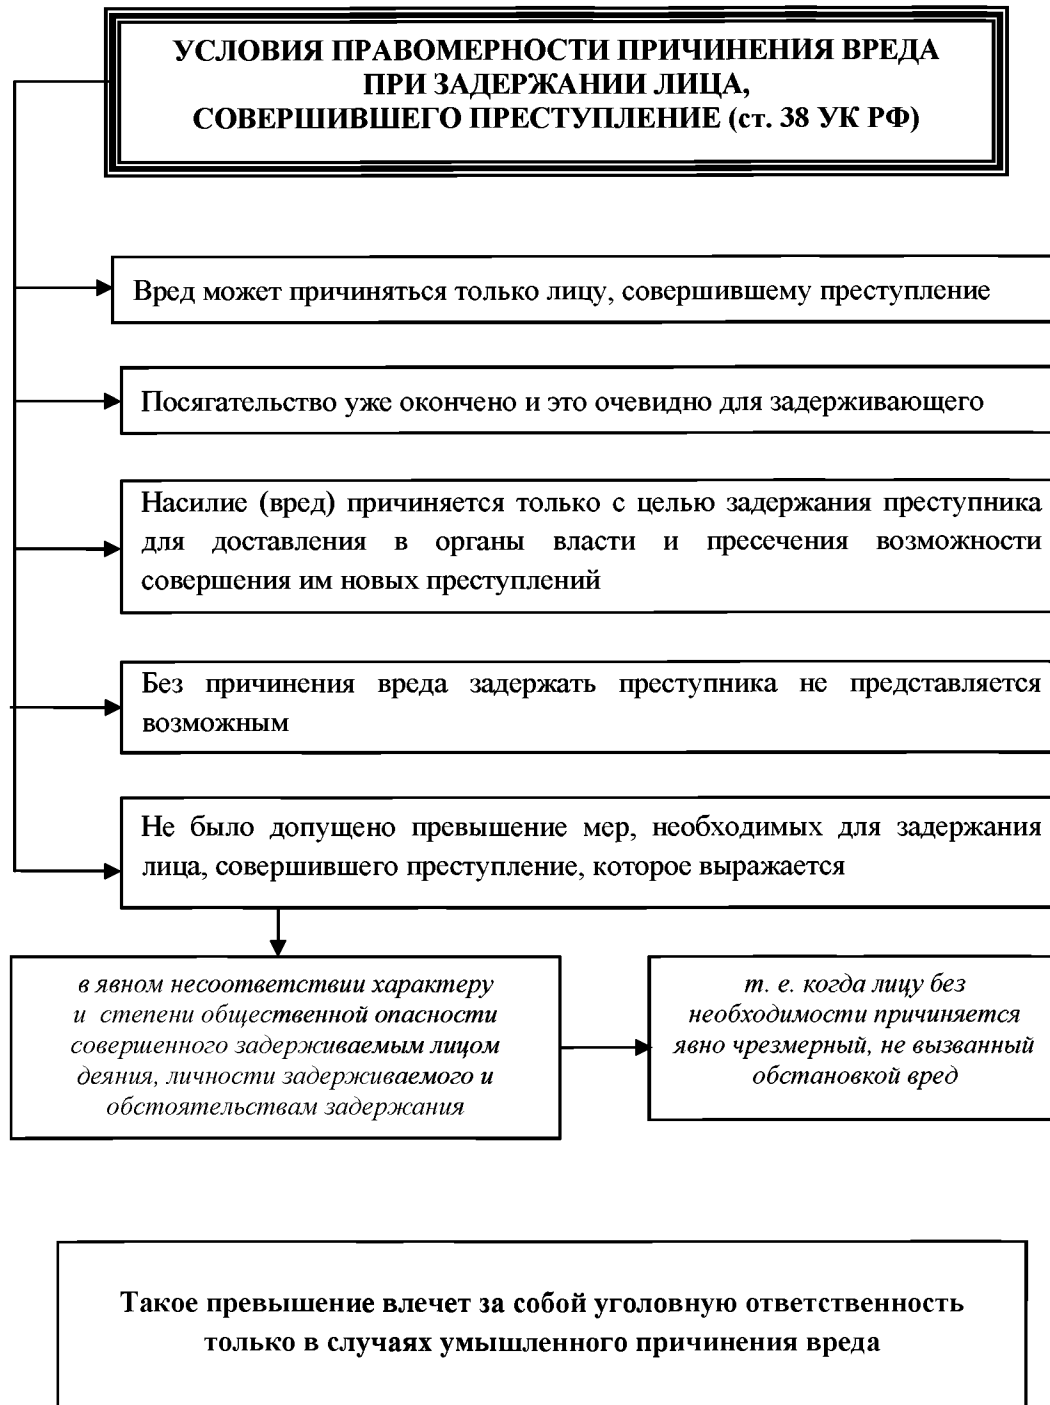 УСЛОВИЯ ПРАВОМЕРНОСТИ ПРИЧИНЕНИЯ ВРЕДА
ПРИ ЗАДЕРЖАНИИ ЛИЦА,
СОВЕРШИВШЕГО ПРЕСТУПЛЕНИЕ (ст. 38 УК РФ)
Вред может причиняться только лицу, совершившему преступление
Посягательство уже окончено и это очевидно для задерживающего
Насилие (вред) причиняется только с целью задержания преступника
для доставления в органы власти и пресечения возможности
совершения им новых преступлений
Без причинения вреда задержать преступника не представляется
возможным
Не было допущено превышение мер, необходимых для задержания
лица, совершившего преступление, которое выражается
в явном несоответствии характеру
и степени общественной опасности
совершенного задерживаемым лицом
деяния, личности задерживаемого и
обстоятельствам задержания
т. е. когда лицу без
необходимости причиняется
явно чрезмерный, не вызванный
обстановкой вред
Такое превышение влечет за собой уголовную ответственность
только в случаях умышленного причинения вреда